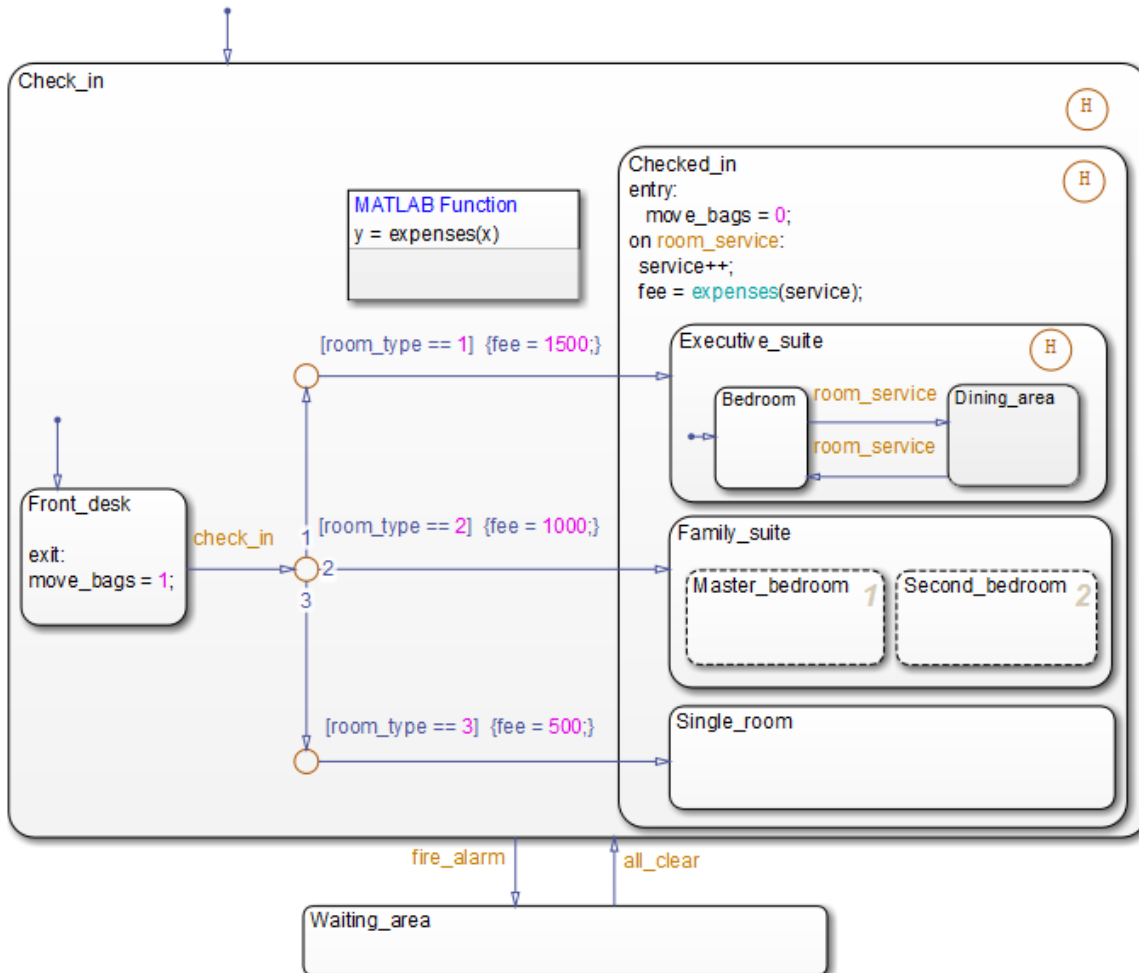 Check_in
H
Checked_in
H
entry:
move_bags = 0;
on room_service:
service++;
fee = expenses(service);
MATLAB Function
y = expenses(x)
[room_type == 1] {fee = 1500;}
Executive_suite
H
Bedroom
room_service
Dining_area
room_service
Front_desk
exit:
move_bags = 1;
check_in
1
2
3
[room_type == 2] {fee = 1000;}
Family_suite
Master_bedroom
1
Second_bedroom
2
[room_type == 3] {fee = 500;}
Single_room
fire_alarm
all_clear
Waiting_area